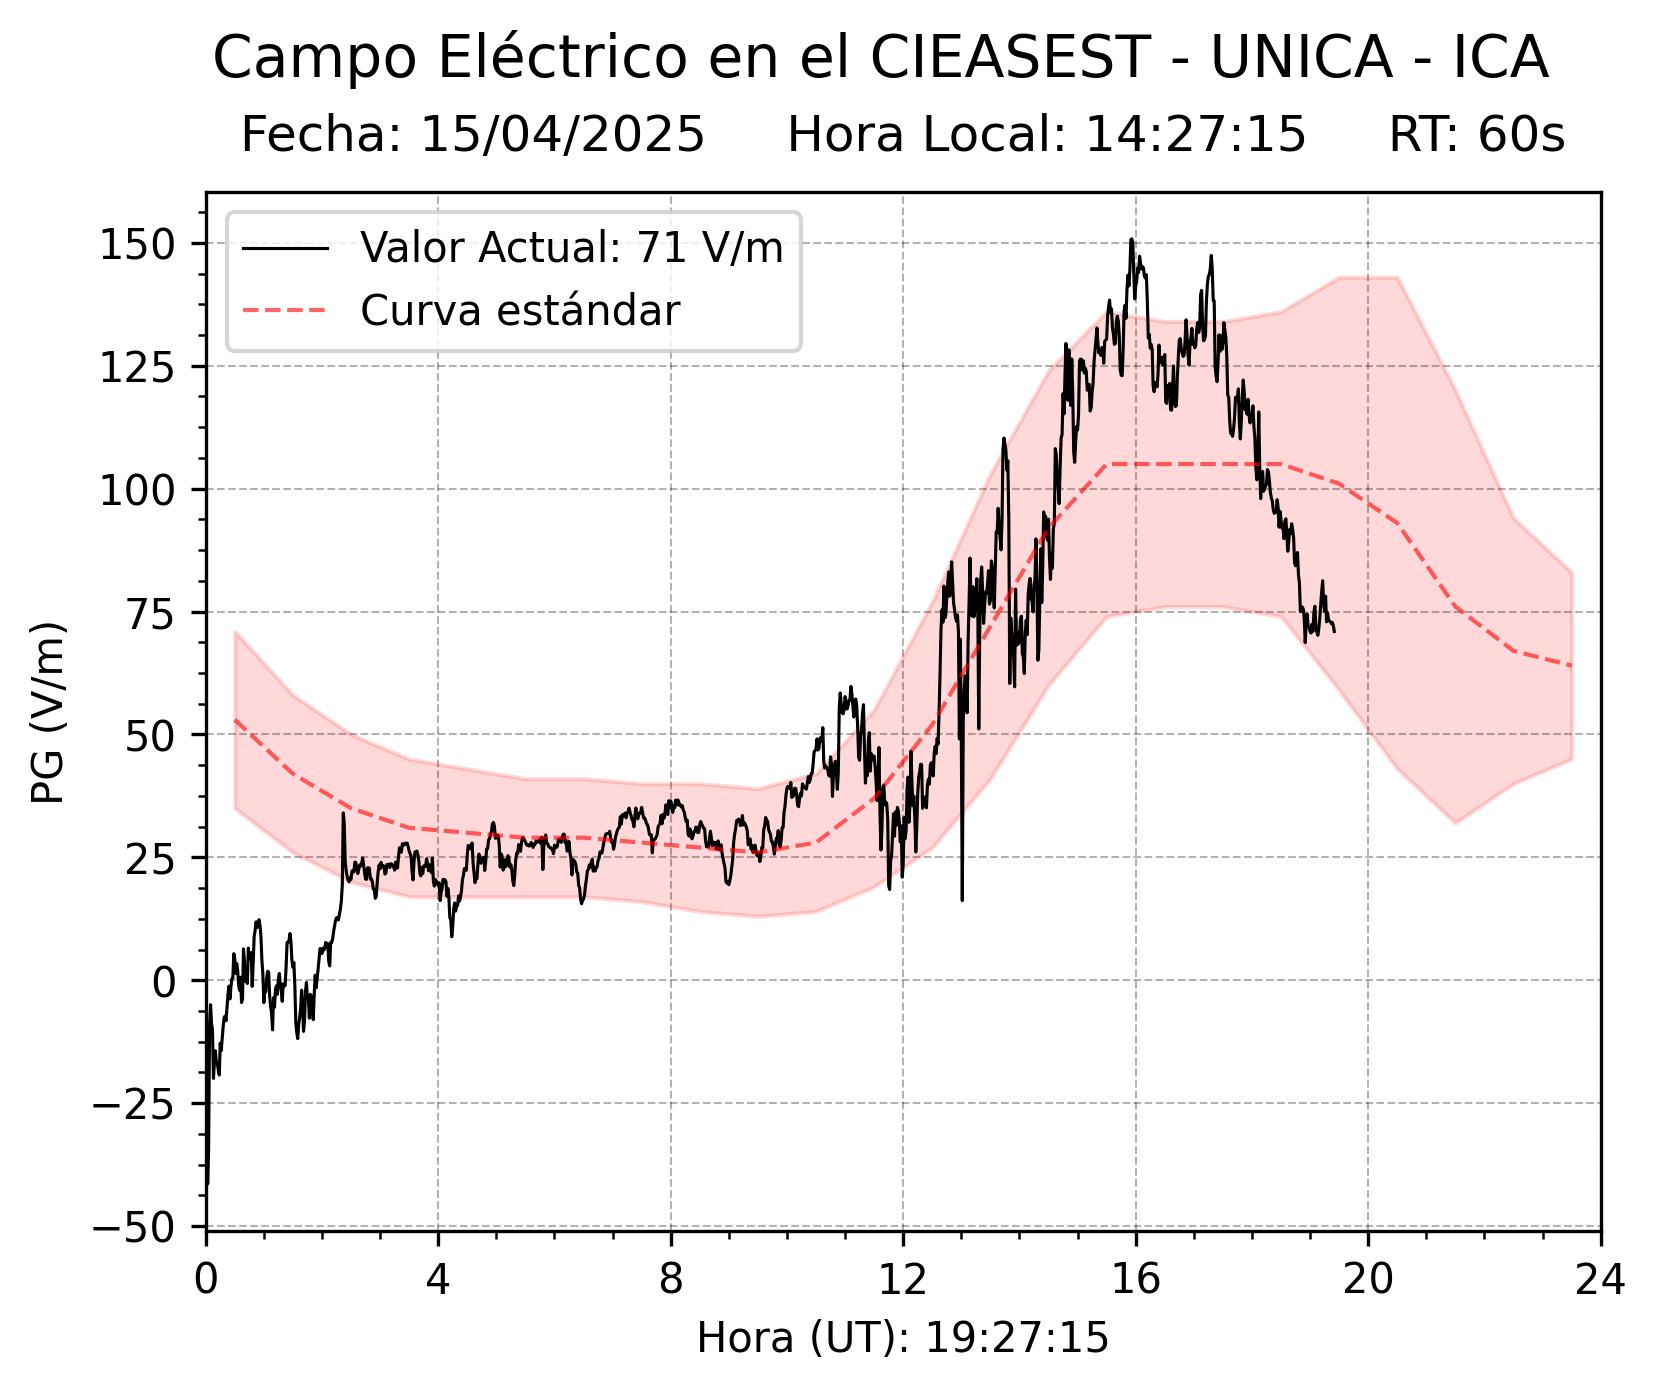 Campo Eléctrico en el CIEASEST - UNICA - ICA
Fecha: 15/04/2025 Hora Local: 14:27:15 RT: 60s
Valor Actual: 71 V/m
Curva estándar
PG (V/m)
150
125
100
75
50
25
0
−25
−50
0 4 8 12 16 20 24
Hora (UT): 19:27:15